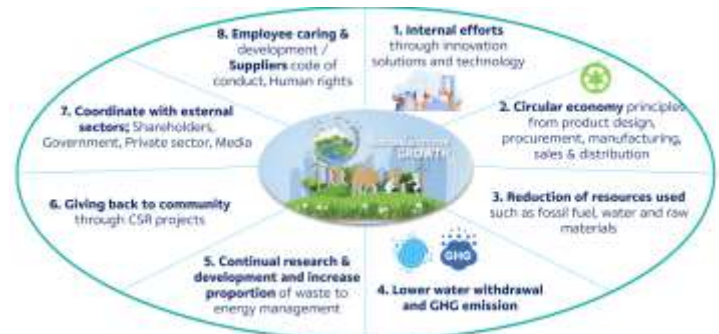 8. Employee caring &
development /
Suppliers code of
conduct, Human rights
1. Internal efforts
through innovation
solutions and technology
2. Circular economy principles
from product design,
procurement, manufacturing,
sales & distribution
3. Reduction of resources used
such as fossil fuel, water and raw
materials
GHG
4. Lower water withdrawal
and GHG emission
5. Continual research &
development and increase
proportion of waste to
energy management
6. Giving back to community
through CSR projects
7. Coordinate with external
sectors; Shareholders,
Government, Private sector, Media
GROWTH